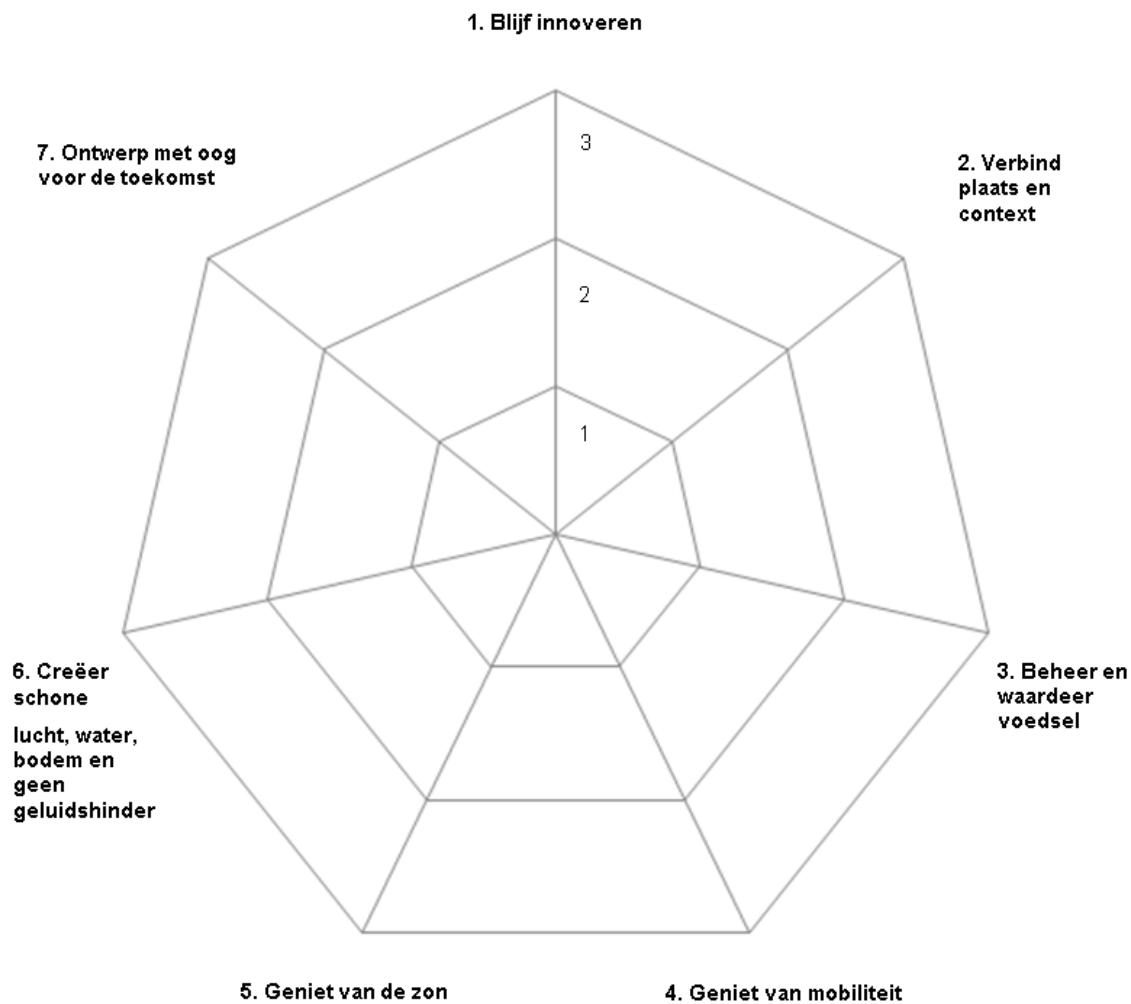 1. Blijf innoveren
3
7. Ontwerp met oog
voor de toekomst
2. Verbind
plaats en
context
2
1
6. Creëer
schone
lucht, water,
bodem en
geen
geluidshinder
3. Beheer en
waardeer
voedsel
5. Geniet van de zon
4. Geniet van mobiliteit